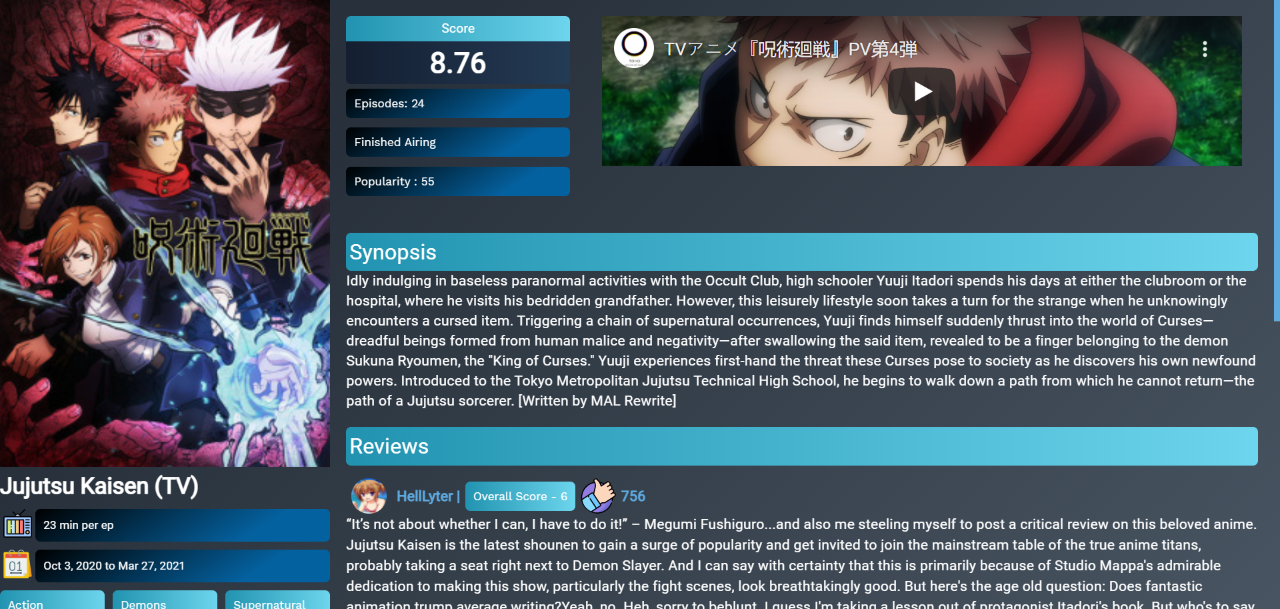 呪術廻戦
Jujutsu Kaisen (TV)
23 min per ep
01
Oct 3, 2020 to Mar 27, 2021
Action
Demons
Supernatural
Score
8.76
Episodes: 24
Finished Airing
Popularity : 55
TVアニメ『呪術廻戦』PV第4弾
Synopsis
Idly indulging in baseless paranormal activities with the Occult Club, high schooler Yuuji Itadori spends his days at either the clubroom or the
hospital, where he visits his bedridden grandfather. However, this leisurely lifestyle soon takes a turn for the strange when he unknowingly
encounters a cursed item. Triggering a chain of supernatural occurrences, Yuuji finds himself suddenly thrust into the world of Curses—
dreadful beings formed from human malice and negativity—after swallowing the said item, revealed to be a finger belonging to the demon
Sukuna Ryoumen, the "King of Curses." Yuuji experiences first-hand the threat these Curses pose to society as he discovers his own newfound
powers. Introduced to the Tokyo Metropolitan Jujutsu Technical High School, he begins to walk down a path from which he cannot return—the
path of a Jujutsu sorcerer. [Written by MAL Rewrite]
Reviews
HellLyter |
Overall Score - 6
756
“It’s not about whether I can, I have to do it!” – Megumi Fushiguro...and also me steeling myself to post a critical review on this beloved anime.
Jujutsu Kaisen is the latest shounen to gain a surge of popularity and get invited to join the mainstream table of the true anime titans,
probably taking a seat right next to Demon Slayer. And I can say with certainty that this is primarily because of Studio Mappa's admirable
dedication to making this show, particularly the fight scenes, look breathtakingly good. But here's the age old question: Does fantastic
animation trump average writing?Yeah, no. Heh, sorry to beblunt, I guess I'm taking a lesson out of protagonist Itadori's book. But who's to say